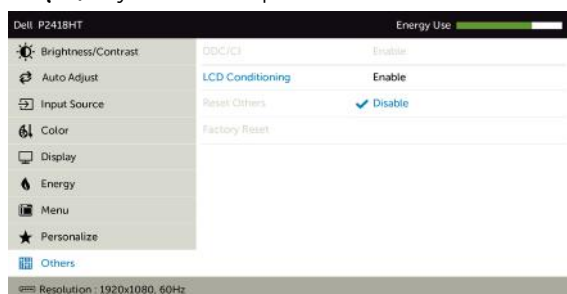 Dell P2418HT Energy Use
Brightness/Contrast DDC/CI Enable
Auto Adjust LCD Conditioning Enable
Input Source Reset Others Disable
Color Factory Reset
Display
Energy
Menu
Personalize
Others
Resolution : 1920x1080, 60Hz